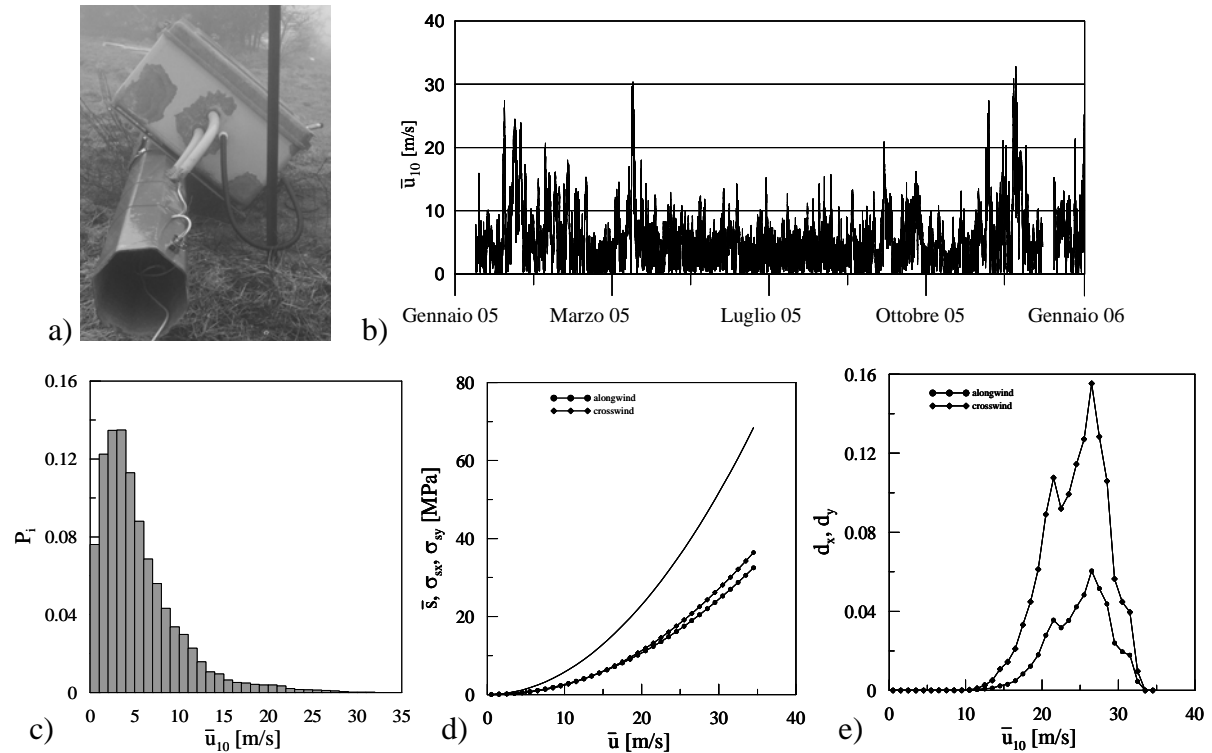 a)
40
30
20
10
0
ū₁₀ [m/s]
Gennaio 05 Marzo 05 Luglio 05 Ottobre 05 Gennaio 06
b)
0.16
0.12
0.08
0.04
0
Pᵢ
0 5 10 15 20 25 30 35
ū₁₀ [m/s]
c)
80
60
40
20
0
s̄, σₛₓ, σₛᵧ [MPa]
alongwind
crosswind
0 10 20 30 40
ū [m/s]
d)
0.16
0.12
0.08
0.04
0
dₓ, dᵧ
alongwind
crosswind
0 10 20 30 40
ū₁₀ [m/s]
e)